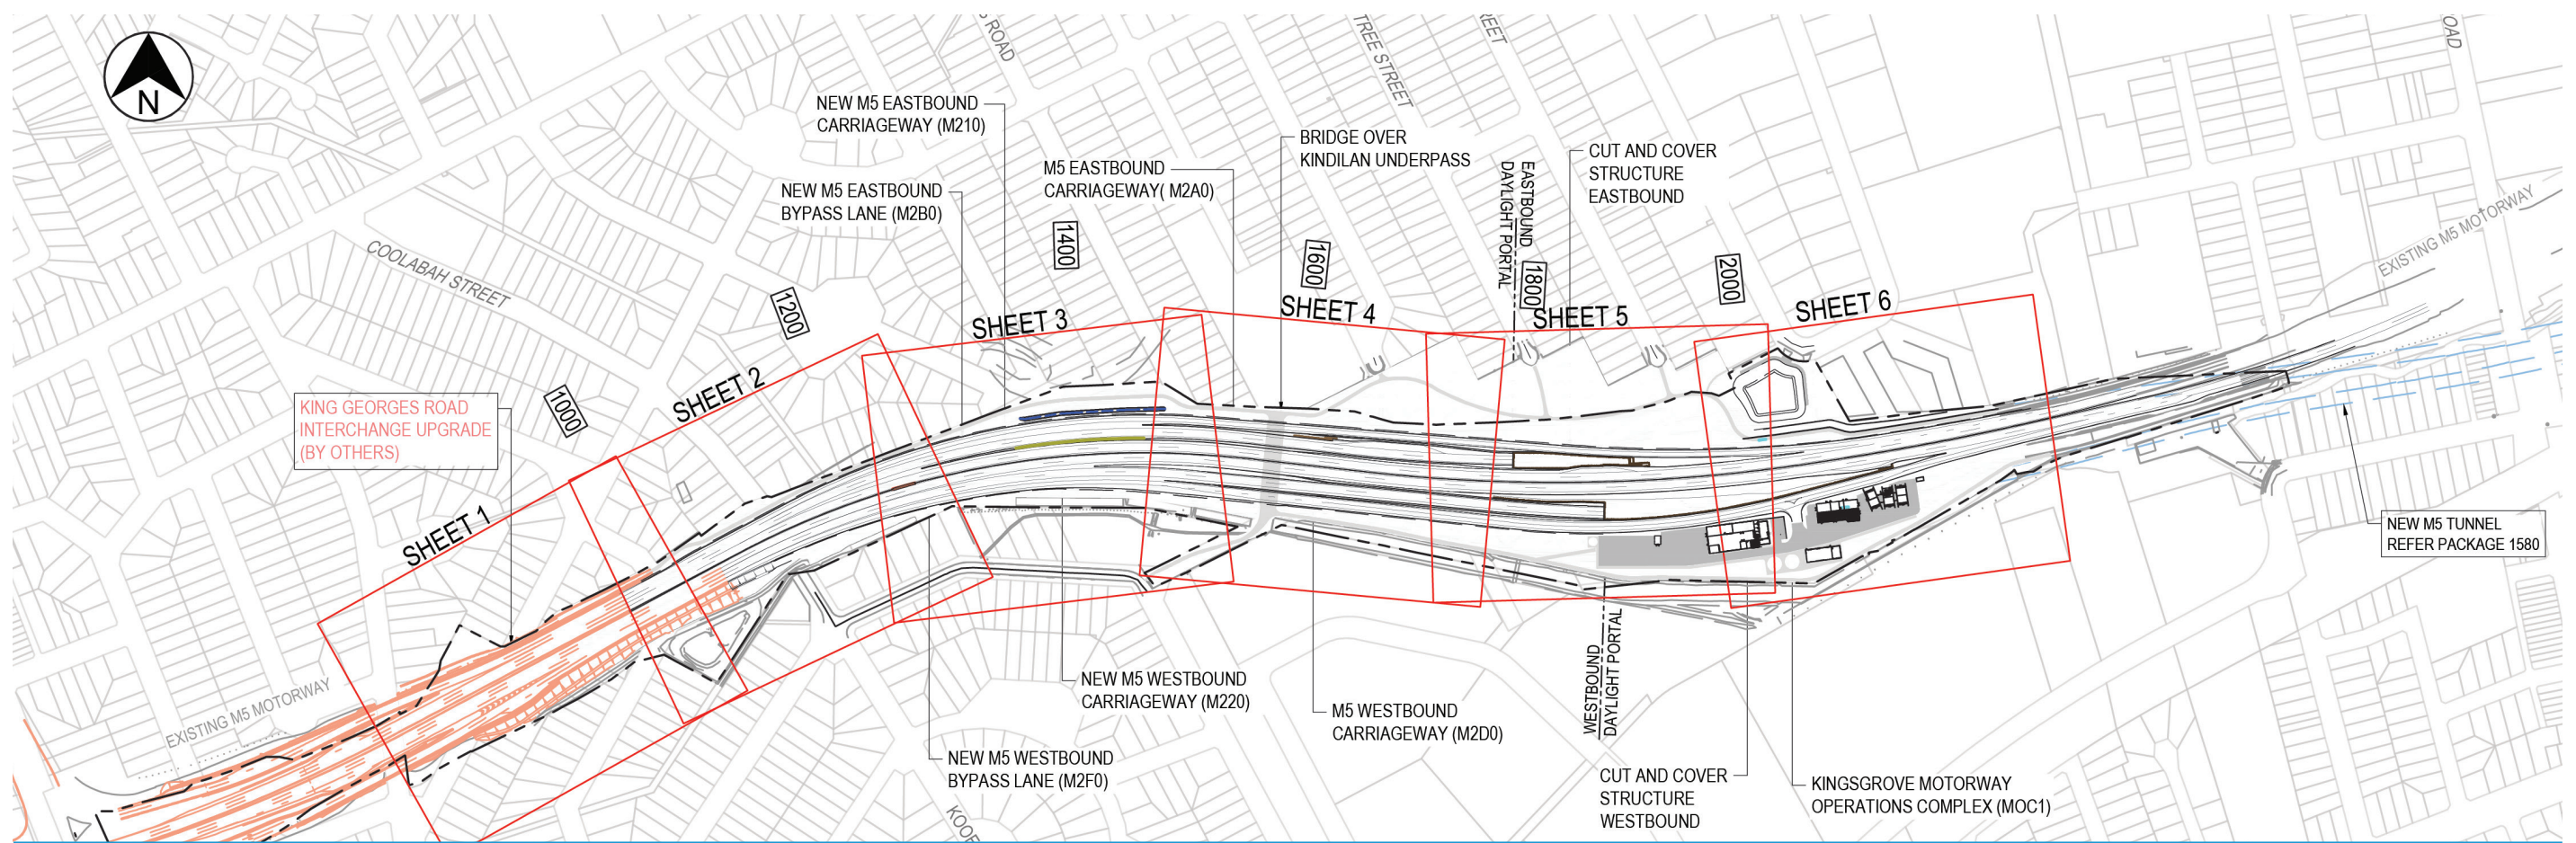 N
NEW M5 EASTBOUND
CARRIAGEWAY (M210)
NEW M5 EASTBOUND
BYPASS LANE (M2B0)
M5 EASTBOUND
CARRIAGEWAY( M2A0)
BRIDGE OVER
KINDILAN UNDERPASS
EASTBOUND
DAYLIGHT PORTAL
CUT AND COVER
STRUCTURE
EASTBOUND
ROAD
TREE STREET
COOLABAH STREET
EXISTING M5 MOTORWAY
1000
1200
1400
1600
1800
2000
SHEET 1
SHEET 2
SHEET 3
SHEET 4
SHEET 5
SHEET 6
KING GEORGES ROAD
INTERCHANGE UPGRADE
(BY OTHERS)
EXISTING M5 MOTORWAY
NEW M5 TUNNEL
REFER PACKAGE 1580
NEW M5 WESTBOUND
CARRIAGEWAY (M220)
NEW M5 WESTBOUND
BYPASS LANE (M2F0)
M5 WESTBOUND
CARRIAGEWAY (M2D0)
WESTBOUND
DAYLIGHT PORTAL
CUT AND COVER
STRUCTURE
WESTBOUND
KINGSGROVE MOTORWAY
OPERATIONS COMPLEX (MOC1)